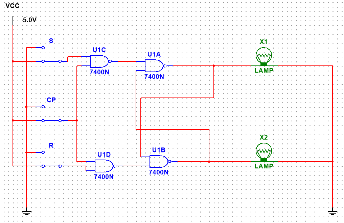 VCC
5.0V
S
U1C
7400N
U1A
7400N
X1
LAMP
CP
R
U1D
7400N
U1B
7400N
X2
LAMP